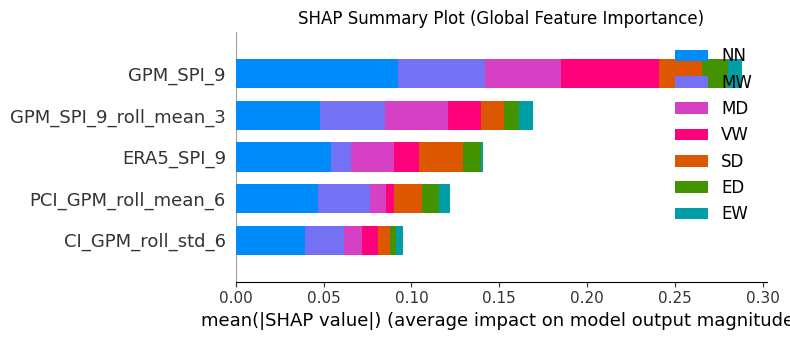 SHAP Summary Plot (Global Feature Importance)
GPM_SPI_9
GPM_SPI_9_roll_mean_3
ERA5_SPI_9
PCI_GPM_roll_mean_6
CI_GPM_roll_std_6
NN
MW
MD
VW
SD
ED
EW
0.00 0.05 0.10 0.15 0.20 0.25 0.30
mean(|SHAP value|) (average impact on model output magnitude